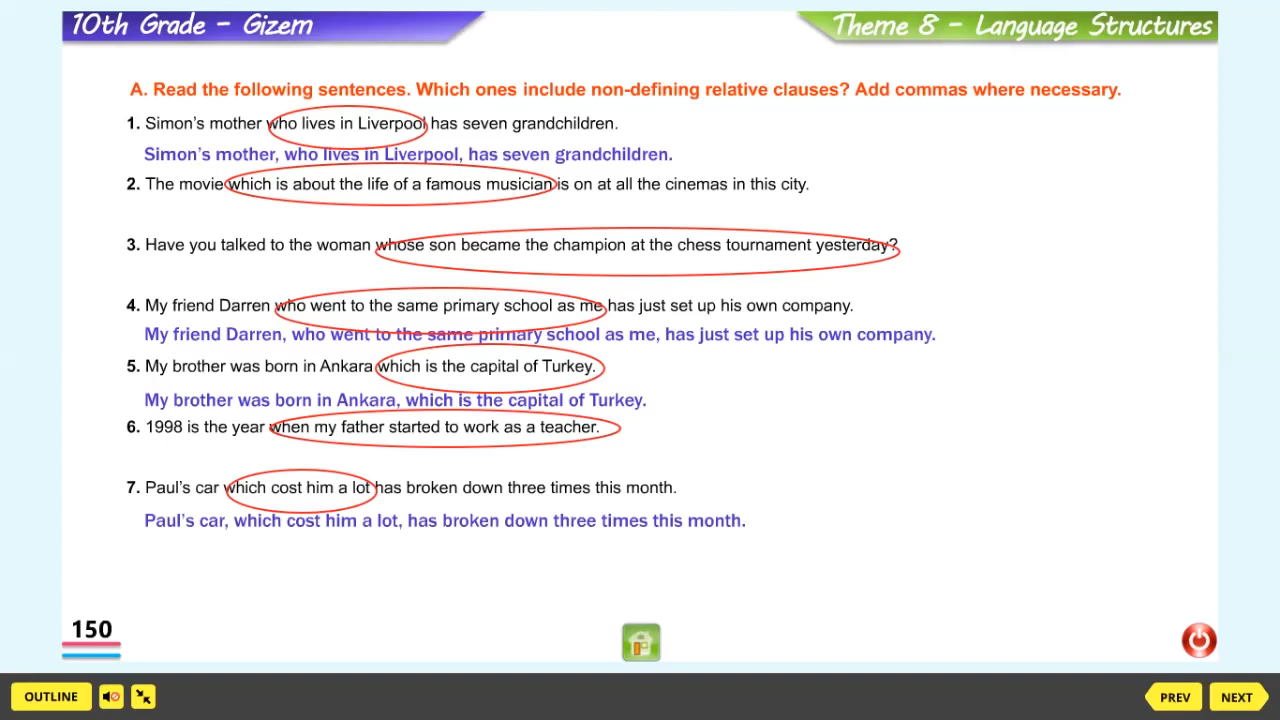 10th Grade - Gizem
Theme 8 - Language Structures
A. Read the following sentences. Which ones include non-defining relative clauses? Add commas where necessary.
1. Simon's mother who lives in Liverpool has seven grandchildren.
Simon's mother, who lives in Liverpool, has seven grandchildren.
2. The movie which is about the life of a famous musician is on at all the cinemas in this city.
3. Have you talked to the woman whose son became the champion at the chess tournament yesterday?
4. My friend Darren who went to the same primary school as me has just set up his own company.
My friend Darren, who went to the same primary school as me, has just set up his own company.
5. My brother was born in Ankara which is the capital of Turkey.
My brother was born in Ankara, which is the capital of Turkey.
6. 1998 is the year when my father started to work as a teacher.
7. Paul's car which cost him a lot has broken down three times this month.
Paul's car, which cost him a lot, has broken down three times this month.
150
OUTLINE
PREV
NEXT